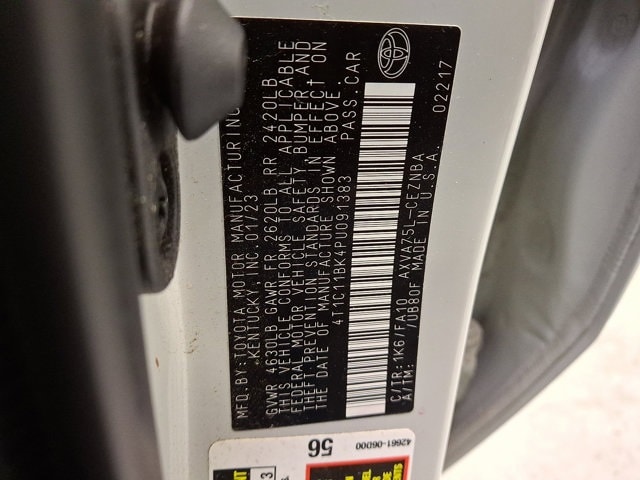 MFD.BY:TOYOTA MOTOR MANUFACTURING
KENTUCKY, INC. 01/23
GVWR 4630LB GAWR FR 2620LB RR 2420LB
THIS VEHICLE CONFORMS TO ALL APPLICABLE
FEDERAL MOTOR VEHICLE SAFETY, BUMPER AND
THEFT PREVENTION STANDARDS IN EFFECT ON
THE DATE OF MANUFACTURE SHOWN ABOVE.
4T1C11BK4PU091383 PASS.CAR
C/TR:1K6/FA10 AXVA75L-CEZNBA
A/TM: /UB80F MADE IN U.S.A.
02217
42661-06D00
56